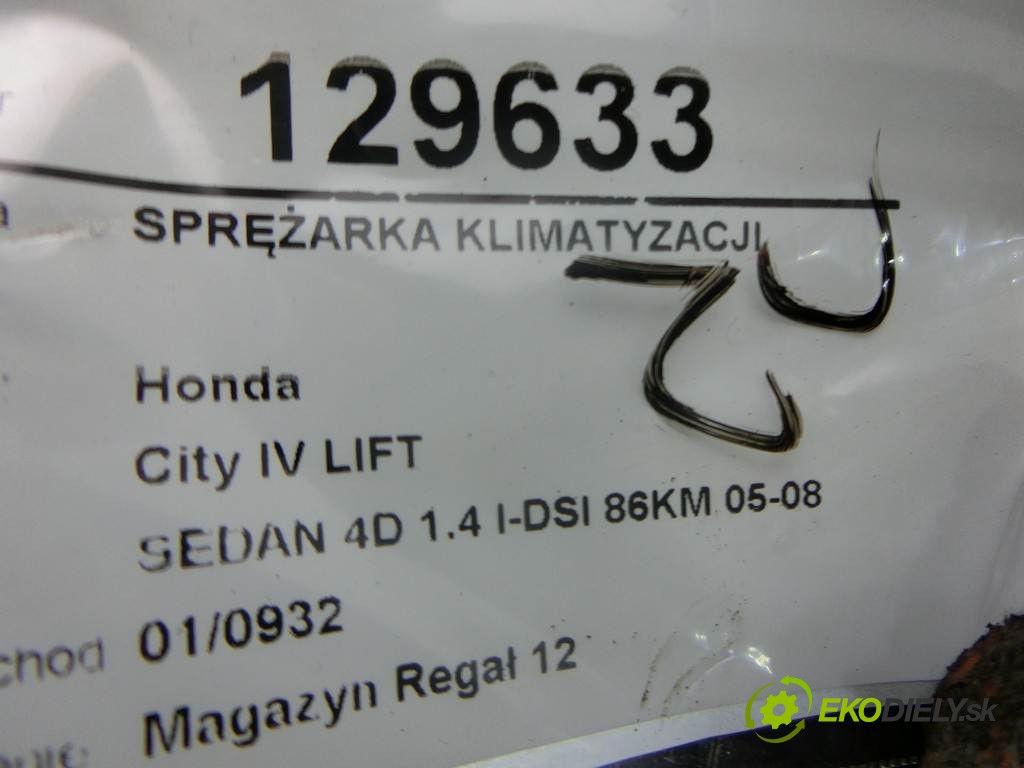 129633
SPRĘŻARKA KLIMATYZACJI
Honda
City IV LIFT
SEDAN 4D 1.4 I-DSI 86KM 05-08
chod 01/0932
Magazyn Regał 12
EKODIELY.sk